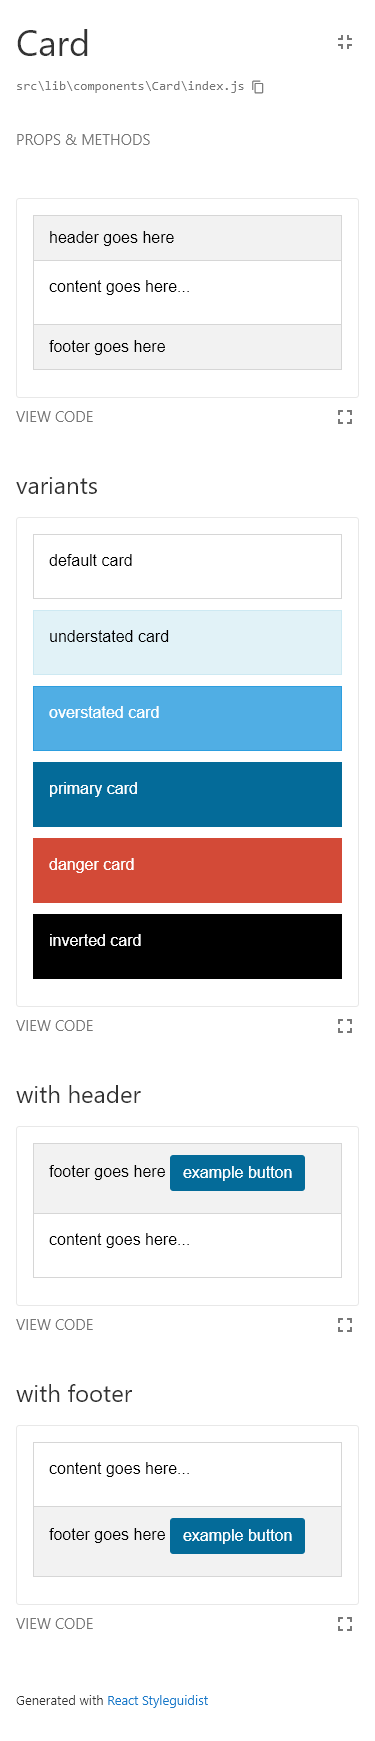 Card
src\lib\components\Card\index.js
PROPS & METHODS
header goes here
content goes here...
footer goes here
VIEW CODE
variants
default card
understated card
overstated card
primary card
danger card
inverted card
VIEW CODE
with header
footer goes here example button
content goes here...
VIEW CODE
with footer
content goes here...
footer goes here example button
VIEW CODE
Generated with React Styleguidist